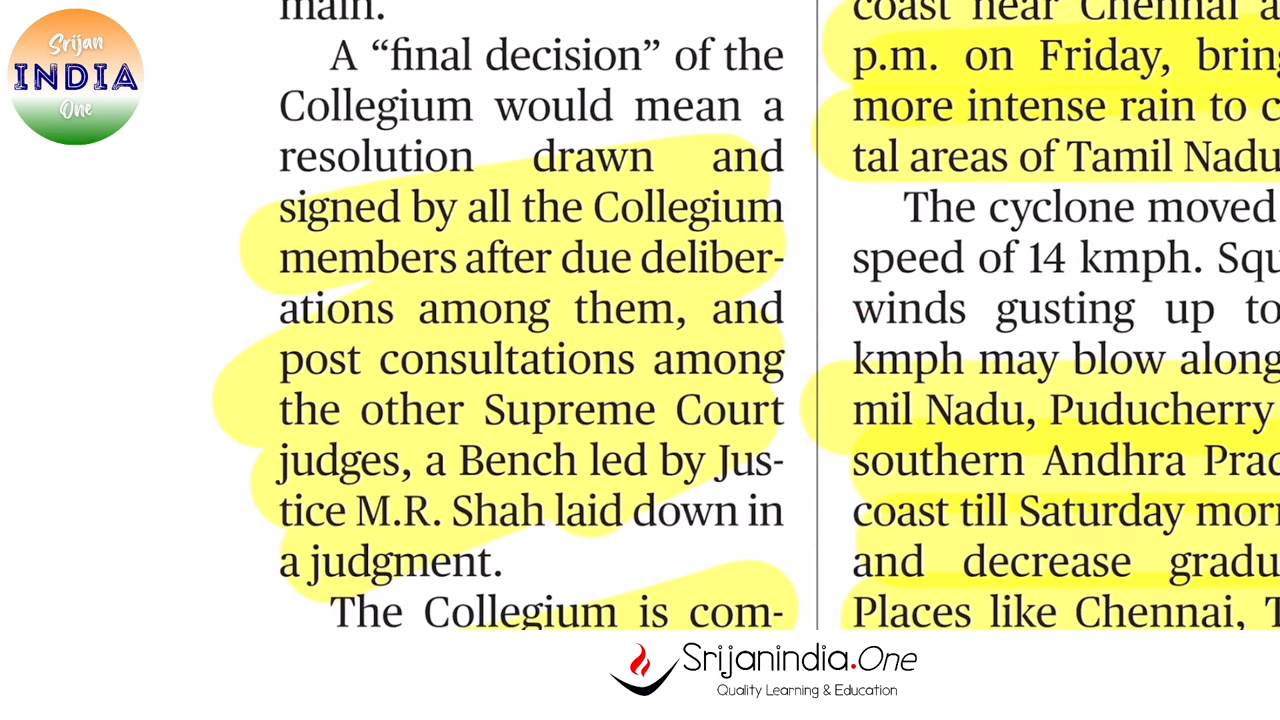 Srijan
INDIA
One
main.
A “final decision” of the
Collegium would mean a
resolution drawn and
signed by all the Collegium
members after due deliber-
ations among them, and
post consultations among
the other Supreme Court
judges, a Bench led by Jus-
tice M.R. Shah laid down in
a judgment.
The Collegium is com-
coast near Chennai
p.m. on Friday,
more intense rain to
tal areas of Tamil Nadu
The cyclone moved
speed of 14 kmph.
winds gusting up to
kmph may blow along
mil Nadu, Puducherry
southern Andhra
coast till Saturday
and decrease
Places like Chennai,
Srijanindia.One
Quality Learning & Education